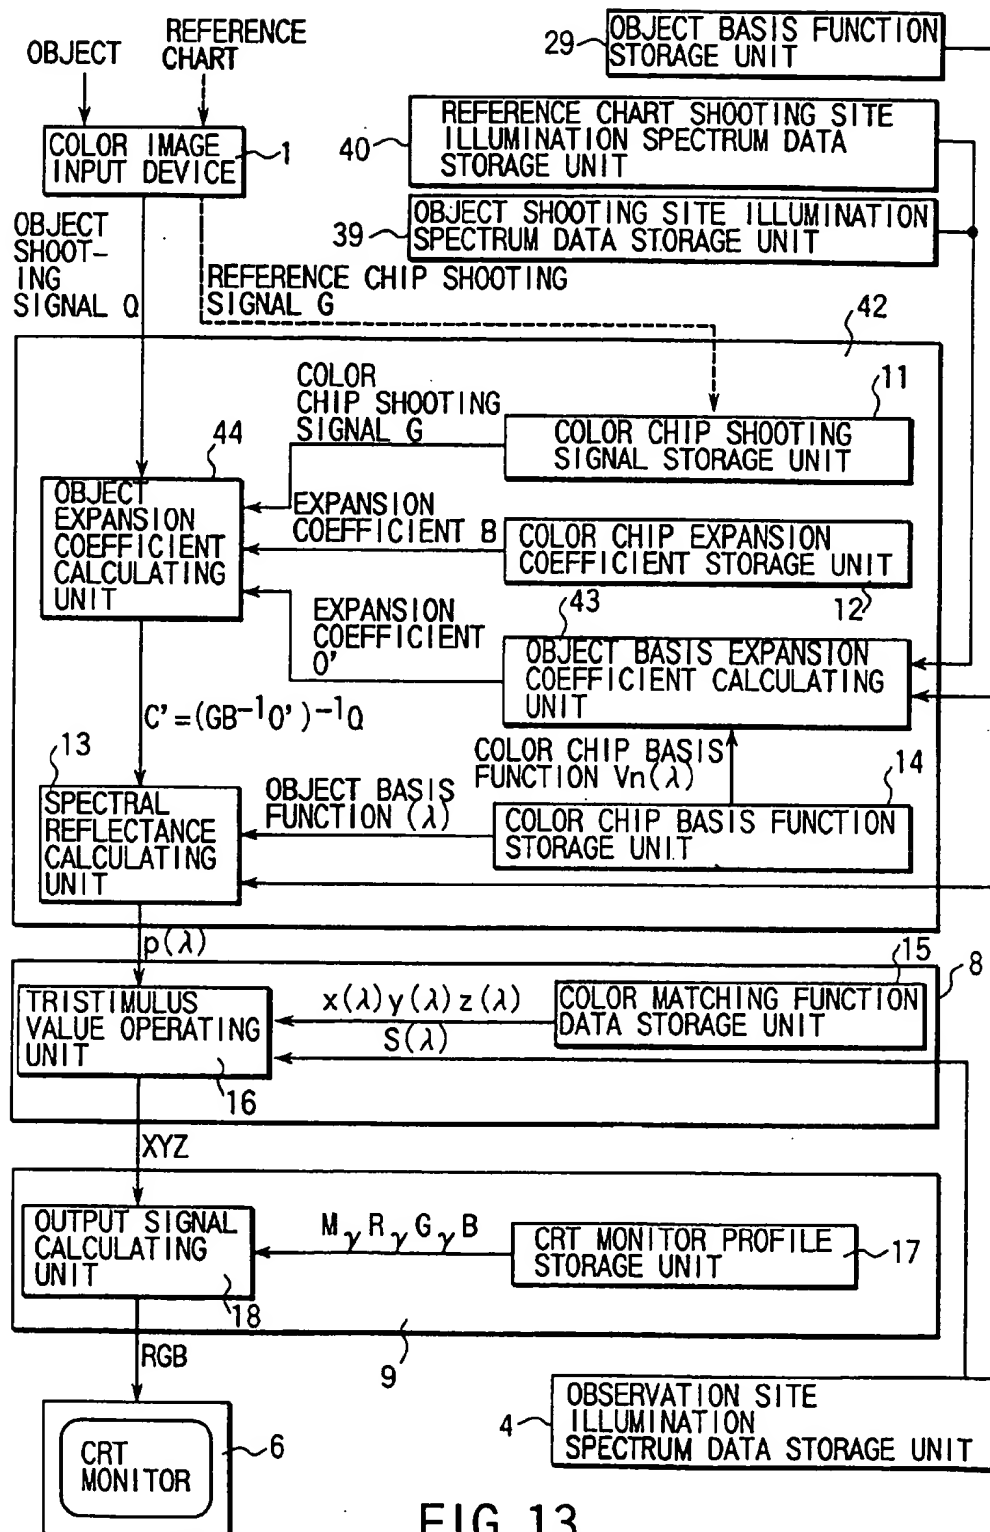 OBJECT
REFERENCE
CHART
29
OBJECT BASIS FUNCTION
STORAGE UNIT
COLOR IMAGE
INPUT DEVICE
1
40
REFERENCE CHART SHOOTING SITE
ILLUMINATION SPECTRUM DATA
STORAGE UNIT
39
OBJECT SHOOTING SITE ILLUMINATION
SPECTRUM DATA STORAGE UNIT
OBJECT
SHOOT-
ING
SIGNAL Q
REFERENCE CHIP SHOOTING
SIGNAL G
42
COLOR
CHIP SHOOTING
SIGNAL G
11
COLOR CHIP SHOOTING
SIGNAL STORAGE UNIT
44
OBJECT
EXPANSION
COEFFICIENT
CALCULATING
UNIT
EXPANSION
COEFFICIENT B
COLOR CHIP EXPANSION
COEFFICIENT STORAGE UNIT
12
EXPANSION
COEFFICIENT
O'
43
OBJECT BASIS EXPANSION
COEFFICIENT CALCULATING
UNIT
C'=(GB⁻¹O')⁻¹Q
COLOR CHIP BASIS
FUNCTION Vn(λ)
13
SPECTRAL
REFLECTANCE
CALCULATING
UNIT
OBJECT BASIS
FUNCTION (λ)
14
COLOR CHIP BASIS FUNCTION
STORAGE UNIT
p(λ)
15
8
TRISTIMULUS
VALUE OPERATING
UNIT
16
x(λ)y(λ)z(λ)
S(λ)
COLOR MATCHING FUNCTION
DATA STORAGE UNIT
XYZ
OUTPUT SIGNAL
CALCULATING
UNIT
18
MγRγGγB
CRT MONITOR PROFILE
STORAGE UNIT
17
9
RGB
CRT
MONITOR
6
4
OBSERVATION SITE
ILLUMINATION
SPECTRUM DATA STORAGE UNIT
FIG.13